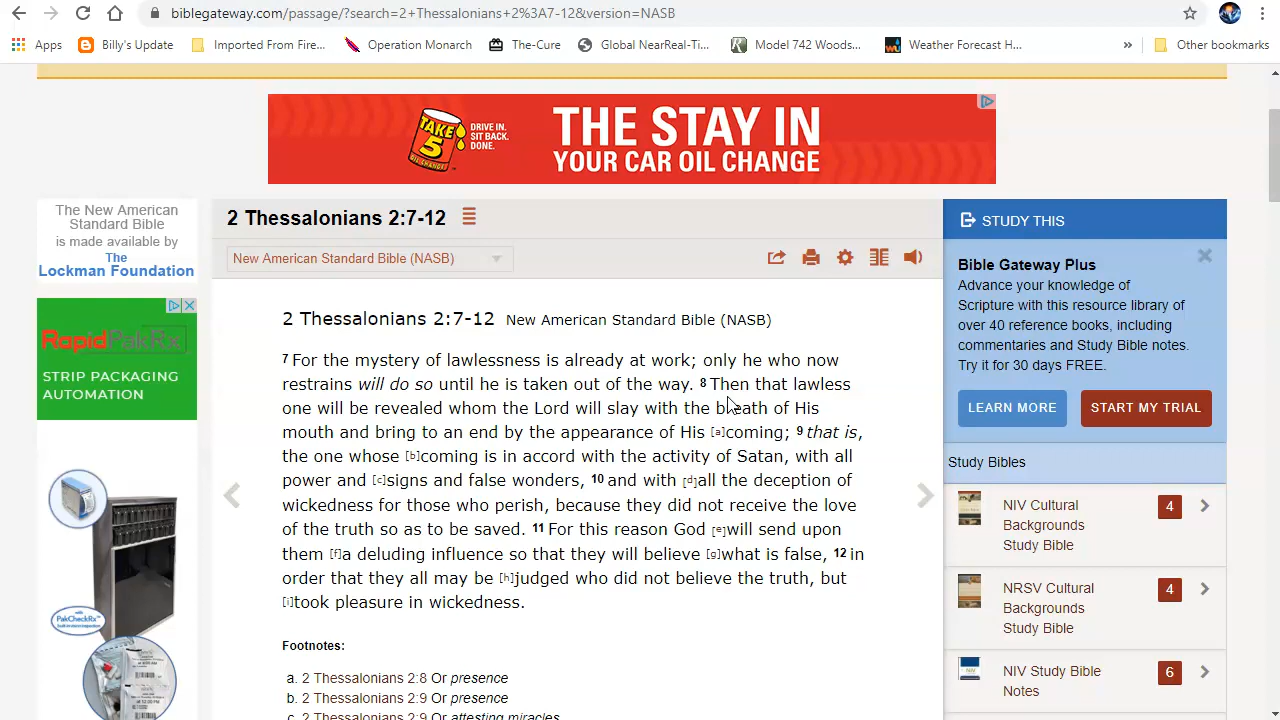 biblegateway.com/passage/?search=2+Thessalonians+2%3A7-12&version=NASB
Apps
Billy's Update
Imported From Fire...
Operation Monarch
The-Cure
Global NearReal-Ti...
Motel 742 Woods...
Weather Forecast H...
»
Other bookmarks
TAKE 5
OIL CHANGE
DRIVE IN.
SIT BACK.
DONE.
THE STAY IN
YOUR CAR OIL CHANGE
The New American
Standard Bible
is made available by
The
Lockman Foundation
RapidPakRx
STRIP PACKAGING
AUTOMATION
PakCheckRx
2 Thessalonians 2:7-12
New American Standard Bible (NASB)
2 Thessalonians 2:7-12 New American Standard Bible (NASB)
7 For the mystery of lawlessness is already at work; only he who now
restrains will do so until he is taken out of the way. 8 Then that lawless
one will be revealed whom the Lord will slay with the breath of His
mouth and bring to an end by the appearance of His [a]coming; 9 that is,
the one whose [b]coming is in accord with the activity of Satan, with all
power and [c]signs and false wonders, 10 and with [d]all the deception of
wickedness for those who perish, because they did not receive the love
of the truth so as to be saved. 11 For this reason God [e]will send upon
them [f]a deluding influence so that they will believe [g]what is false, 12 in
order that they all may be [h]judged who did not believe the truth, but
[i]took pleasure in wickedness.
Footnotes:
a. 2 Thessalonians 2:8 Or presence
b. 2 Thessalonians 2:9 Or presence
c. 2 Thessalonians 2:9 Or attesting miracles
STUDY THIS
Bible Gateway Plus
Advance your knowledge of
Scripture with this resource library of
over 40 reference books, including
commentaries and Study Bible notes.
Try it for 30 days FREE.
LEARN MORE
START MY TRIAL
Study Bibles
NIV Cultural
Backgrounds
Study Bible
4
NRSV Cultural
Backgrounds
Study Bible
4
NIV Study Bible
Notes
6